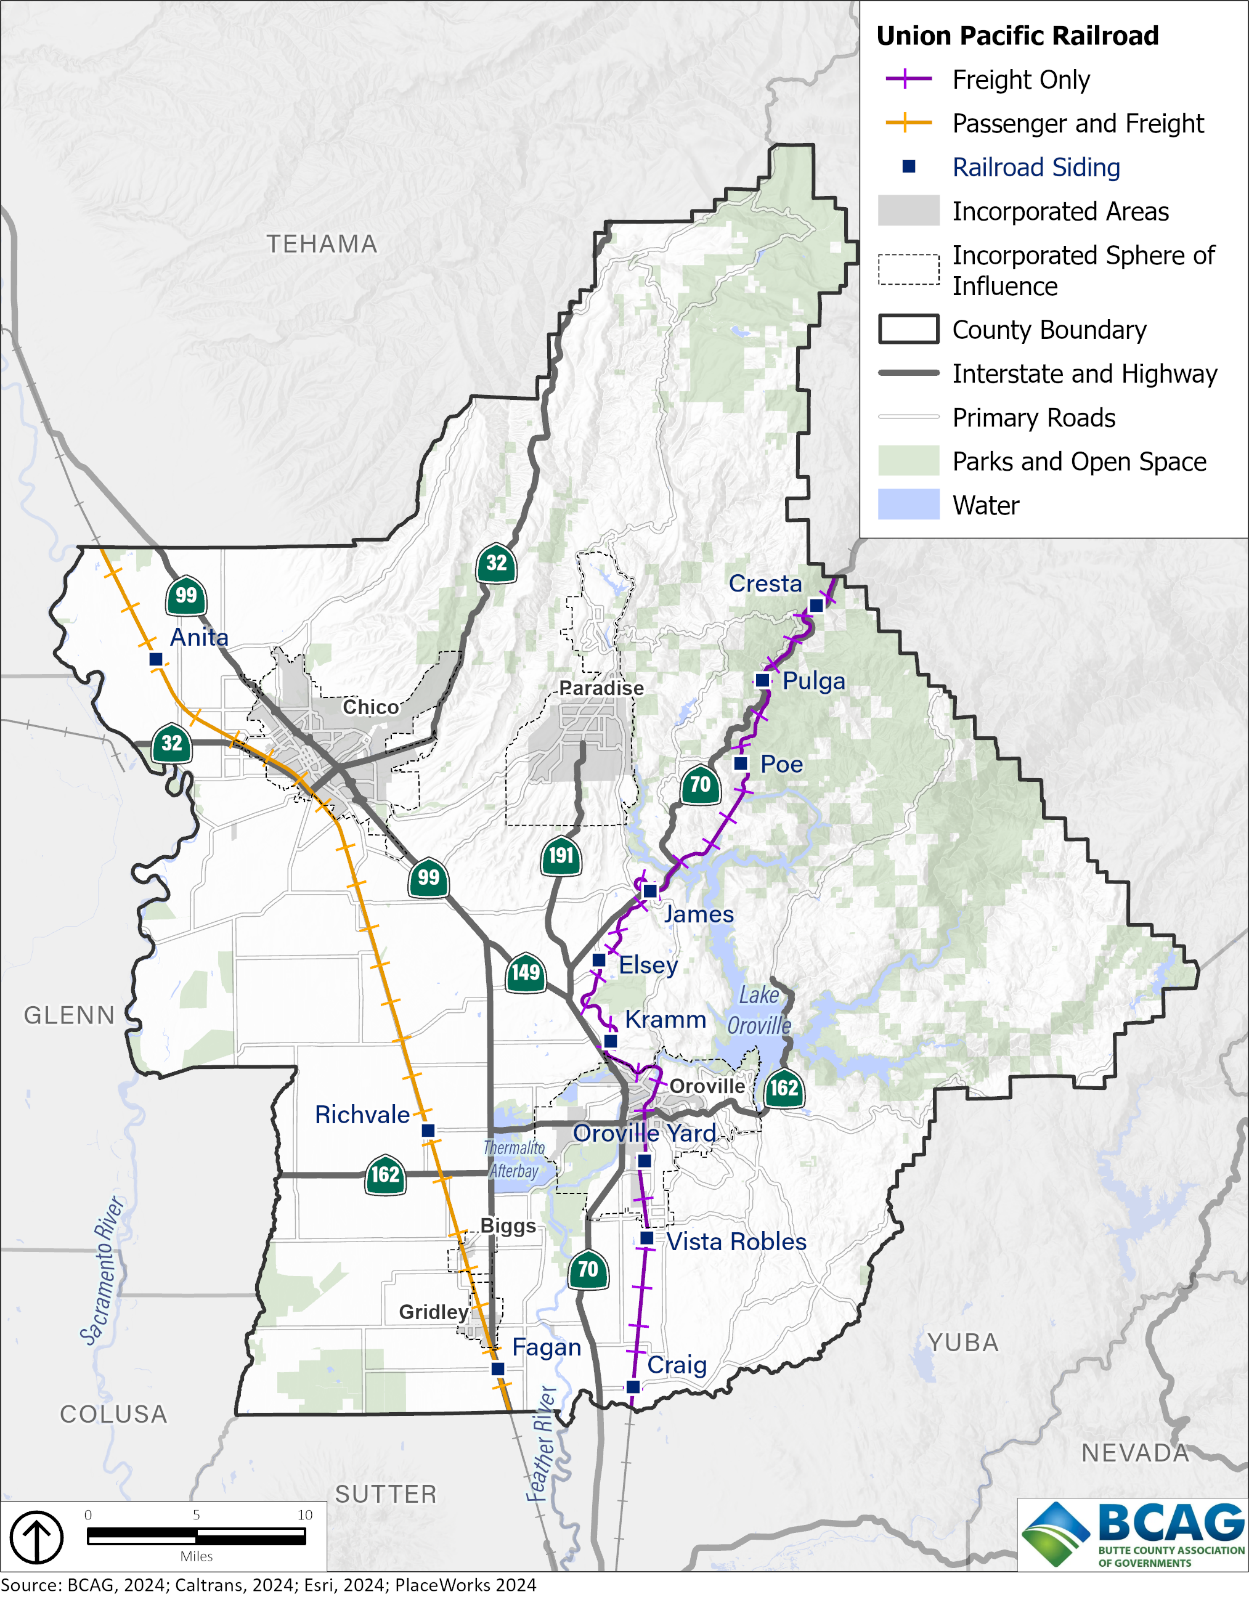 Union Pacific Railroad
Freight Only
Passenger and Freight
Railroad Siding
Incorporated Areas
Incorporated Sphere of
Influence
County Boundary
Interstate and Highway
Primary Roads
Parks and Open Space
Water
TEHAMA
32
Cresta
99
Anita
Pulga
Paradise
Chico
32
Poe
70
191
99
James
Elsey
149
Lake
Oroville
GLENN
Kramm
Oroville
162
Richvale
Oroville Yard
Thermalito
Afterbay
162
Biggs
Vista Robles
Sacramento River
70
Gridley
YUBA
Fagan
Craig
COLUSA
Feather River
NEVADA
SUTTER
0 5 10
Miles
BCAG
BUTTE COUNTY ASSOCIATION
OF GOVERNMENTS
Source: BCAG, 2024; Caltrans, 2024; Esri, 2024; PlaceWorks 2024